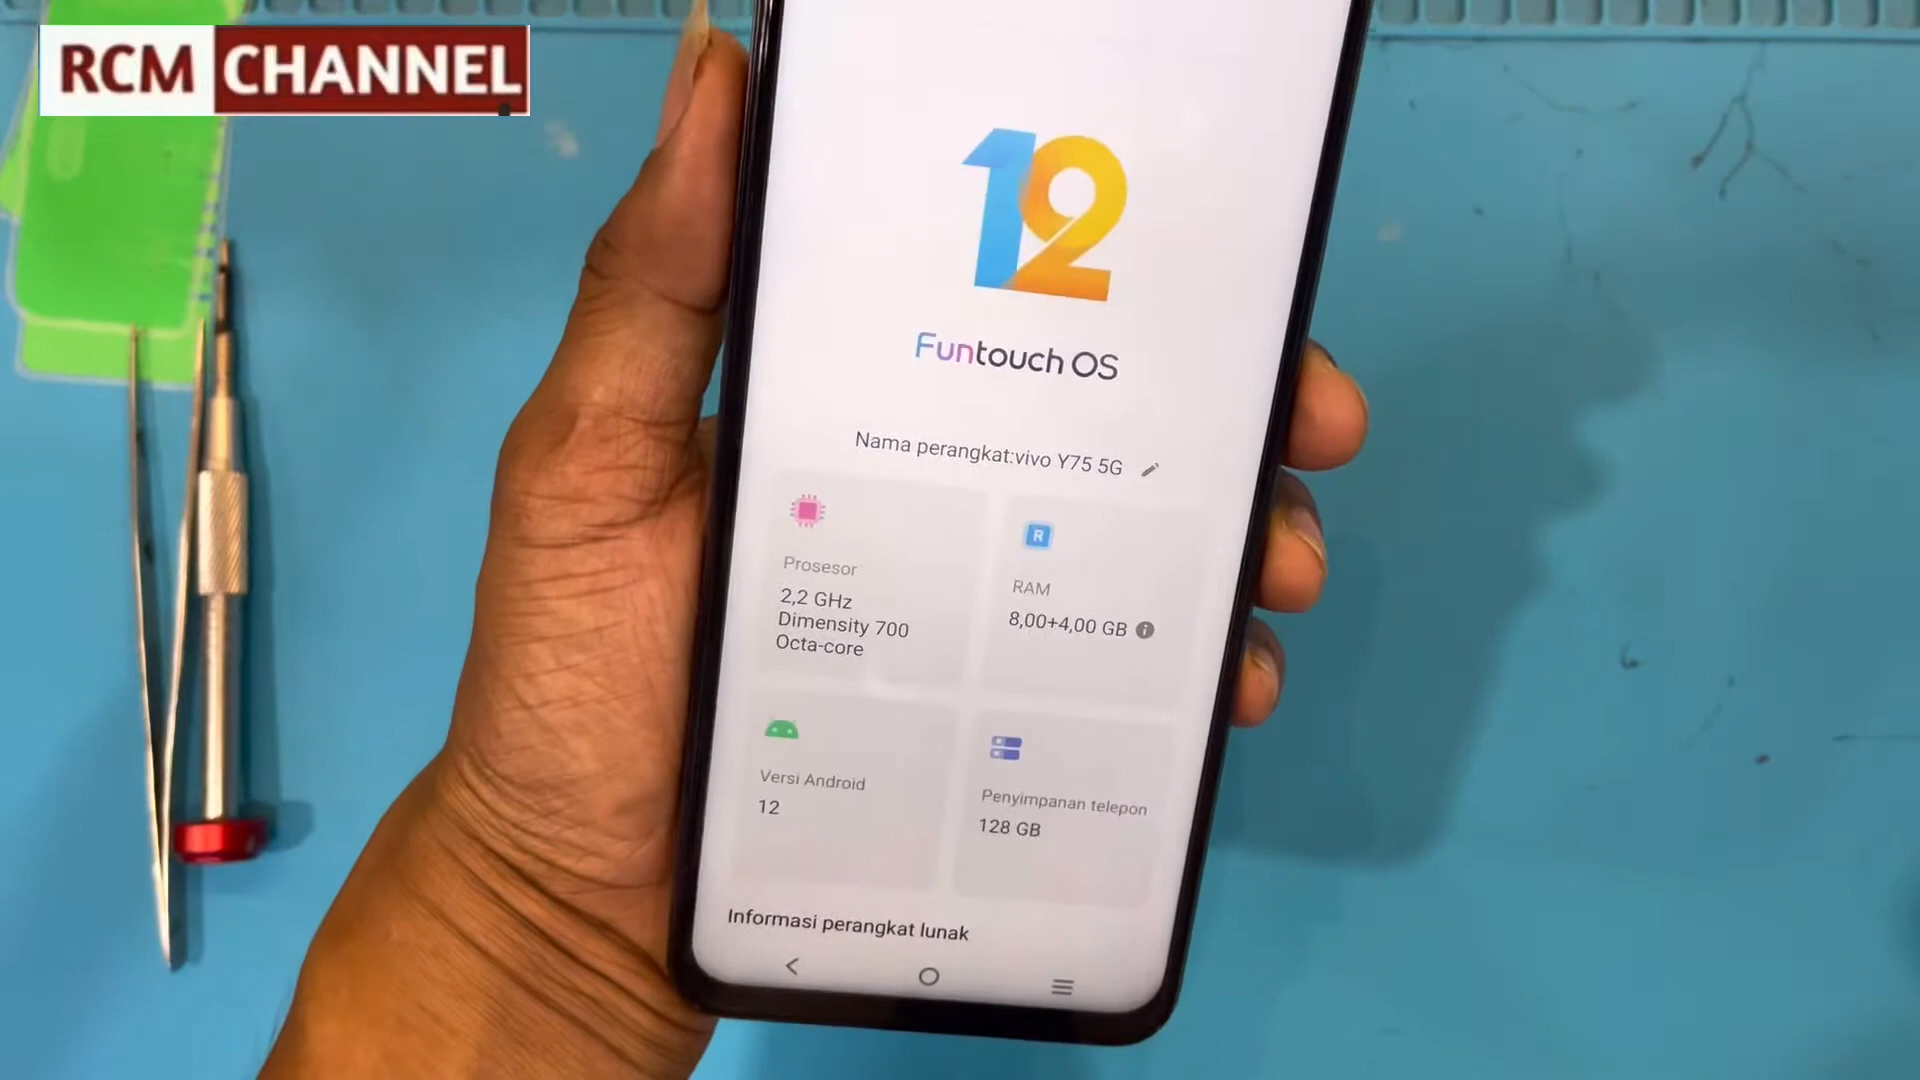 RCM CHANNEL
12
Funtouch OS
Nama perangkat:vivo Y75 5G
Prosesor
2,2 GHz
Dimensity 700
Octa-core
R
RAM
8,00+4,00 GB
Versi Android
12
Penyimpanan telepon
128 GB
Informasi perangkat lunak